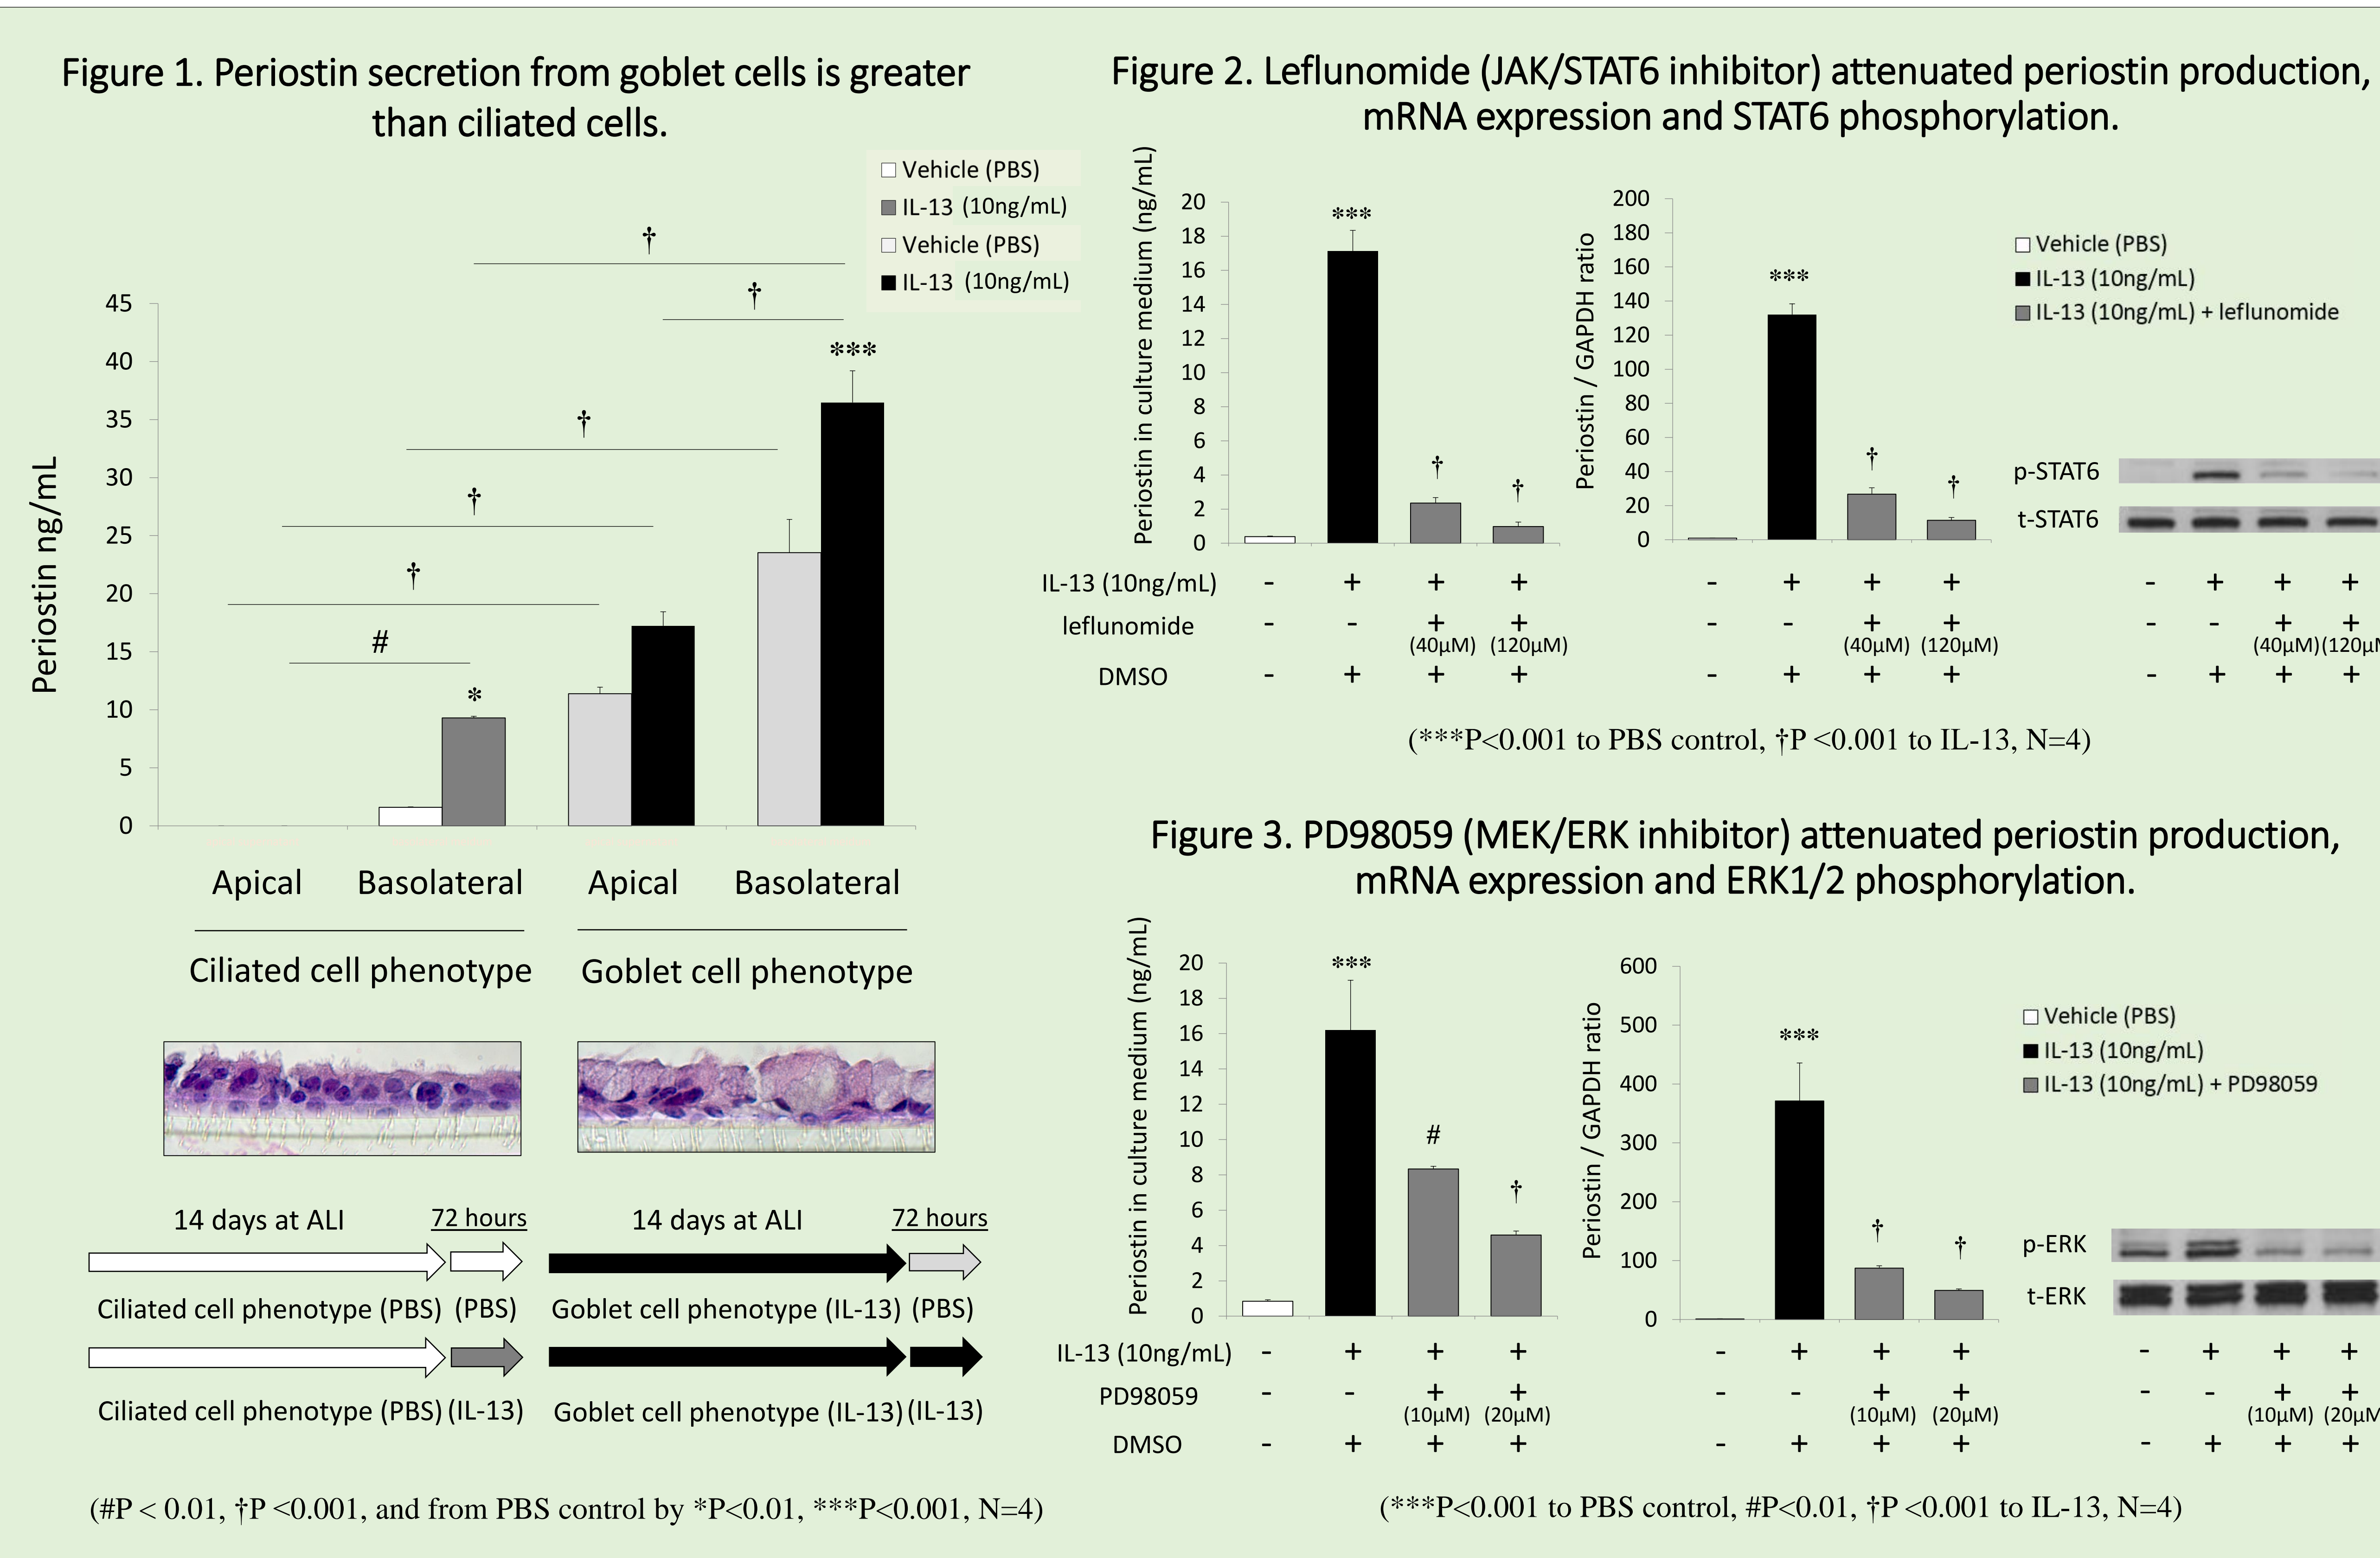 Figure 1. Periostin secretion from goblet cells is greater
than ciliated cells.
Vehicle (PBS)
IL-13 (10ng/mL)
Vehicle (PBS)
IL-13 (10ng/mL)
†
†
***
†
†
†
#
*
Periostin ng/mL
45
40
35
30
25
20
15
10
5
0
Apical Basolateral Apical Basolateral
Ciliated cell phenotype Goblet cell phenotype
14 days at ALI 72 hours 14 days at ALI 72 hours
Ciliated cell phenotype (PBS) (PBS) Goblet cell phenotype (IL-13) (PBS)
Ciliated cell phenotype (PBS) (IL-13) Goblet cell phenotype (IL-13) (IL-13)
(#P < 0.01, †P <0.001, and from PBS control by *P<0.01, ***P<0.001, N=4)
Figure 2. Leflunomide (JAK/STAT6 inhibitor) attenuated periostin production,
mRNA expression and STAT6 phosphorylation.
Periostin in culture medium (ng/mL)
20
18
16
14
12
10
8
6
4
2
0
***
†
†
Periostin / GAPDH ratio
200
180
160
140
120
100
80
60
40
20
0
***
†
†
Vehicle (PBS)
IL-13 (10ng/mL)
IL-13 (10ng/mL) + leflunomide
p-STAT6
t-STAT6
IL-13 (10ng/mL) - + + + - + + + - + + +
leflunomide - - + + - - + + - - + +
(40µM) (120µM) (40µM) (120µM) (40µM) (120µM
DMSO - + + + - + + + - + + +
(***P<0.001 to PBS control, †P <0.001 to IL-13, N=4)
Figure 3. PD98059 (MEK/ERK inhibitor) attenuated periostin production,
mRNA expression and ERK1/2 phosphorylation.
Periostin in culture medium (ng/mL)
20
18
16
14
12
10
8
6
4
2
0
***
#
†
Periostin / GAPDH ratio
600
500
400
300
200
100
0
***
†
†
Vehicle (PBS)
IL-13 (10ng/mL)
IL-13 (10ng/mL) + PD98059
p-ERK
t-ERK
IL-13 (10ng/mL) - + + + - + + + - + + +
PD98059 - - + + - - + + - - + +
(10µM) (20µM) (10µM) (20µM) (10µM) (20µM
DMSO - + + + - + + + - + + +
(***P<0.001 to PBS control, #P<0.01, †P <0.001 to IL-13, N=4)